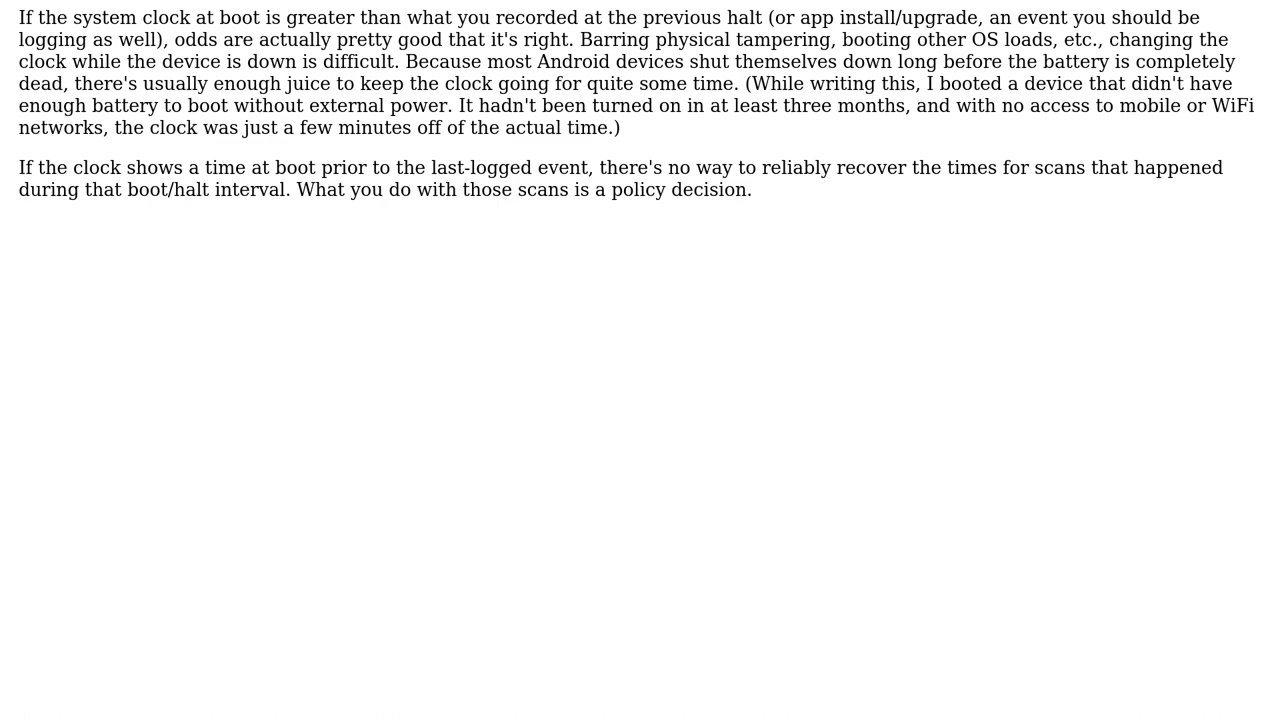 If the system clock at boot is greater than what you recorded at the previous halt (or app install/upgrade, an event you should be
logging as well), odds are actually pretty good that it's right. Barring physical tampering, booting other OS loads, etc., changing the
clock while the device is down is difficult. Because most Android devices shut themselves down long before the battery is completely
dead, there's usually enough juice to keep the clock going for quite some time. (While writing this, I booted a device that didn't have
enough battery to boot without external power. It hadn't been turned on in at least three months, and with no access to mobile or WiFi
networks, the clock was just a few minutes off of the actual time.)
If the clock shows a time at boot prior to the last-logged event, there's no way to reliably recover the times for scans that happened
during that boot/halt interval. What you do with those scans is a policy decision.